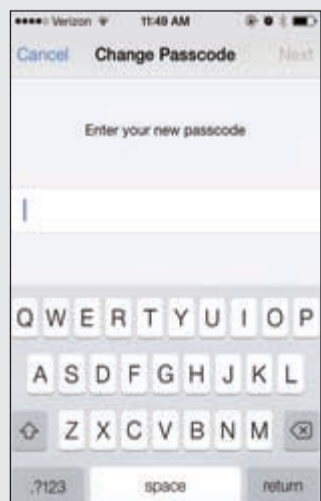 Verizon 11:49 AM
Cancel Change Passcode Next
Enter your new passcode
Q W E R T Y U I O P
A S D F G H J K L
Z X C V B N M
.?123 space return